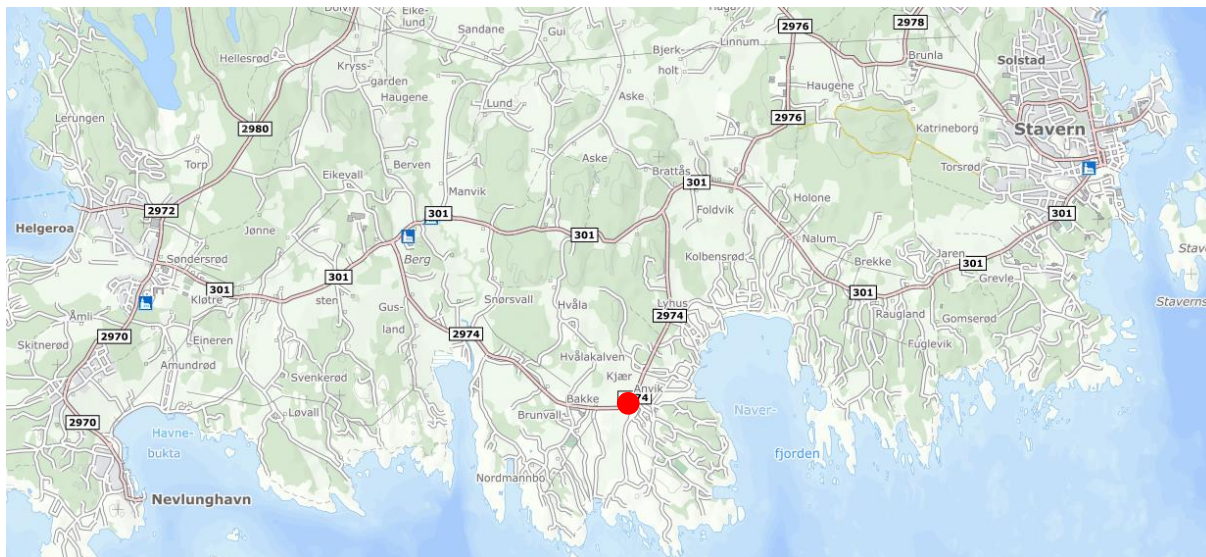 Eike-
lund
Sandane
Gui
Linnum
2976
2978
Hellesrød
Kryss-
garden
Haugene
Bjerk-
holt
Brunla
Solstad
Lerungen
Lund
Aske
Haugene
2980
2976
Katrineborg
Stavern
Torp
Berven
Aske
Brattås
Torsrød
Eikevall
Manvik
301
Holone
2972
301
Foldvik
301
Helgeroa
Jønne
301
Nalum
Søndersrød
Berg
Kolbensrød
Brekke
Jaren
301
301
Grevle
Kløtre
301
sten
Snørsvall
Hvåla
Lyhus
301
Stavern
Åmli
Gus-
land
2974
Raugland
Gomserød
Skitnerød
2970
Eineren
2974
Fuglevik
Amundrød
Hvålakalven
Svenkerød
Kjær
Anvik
74
Løvall
Bakke
Brunvall
Naver-
fjorden
2970
Havne-
bukta
Nordmannbo
Nevlunghavn